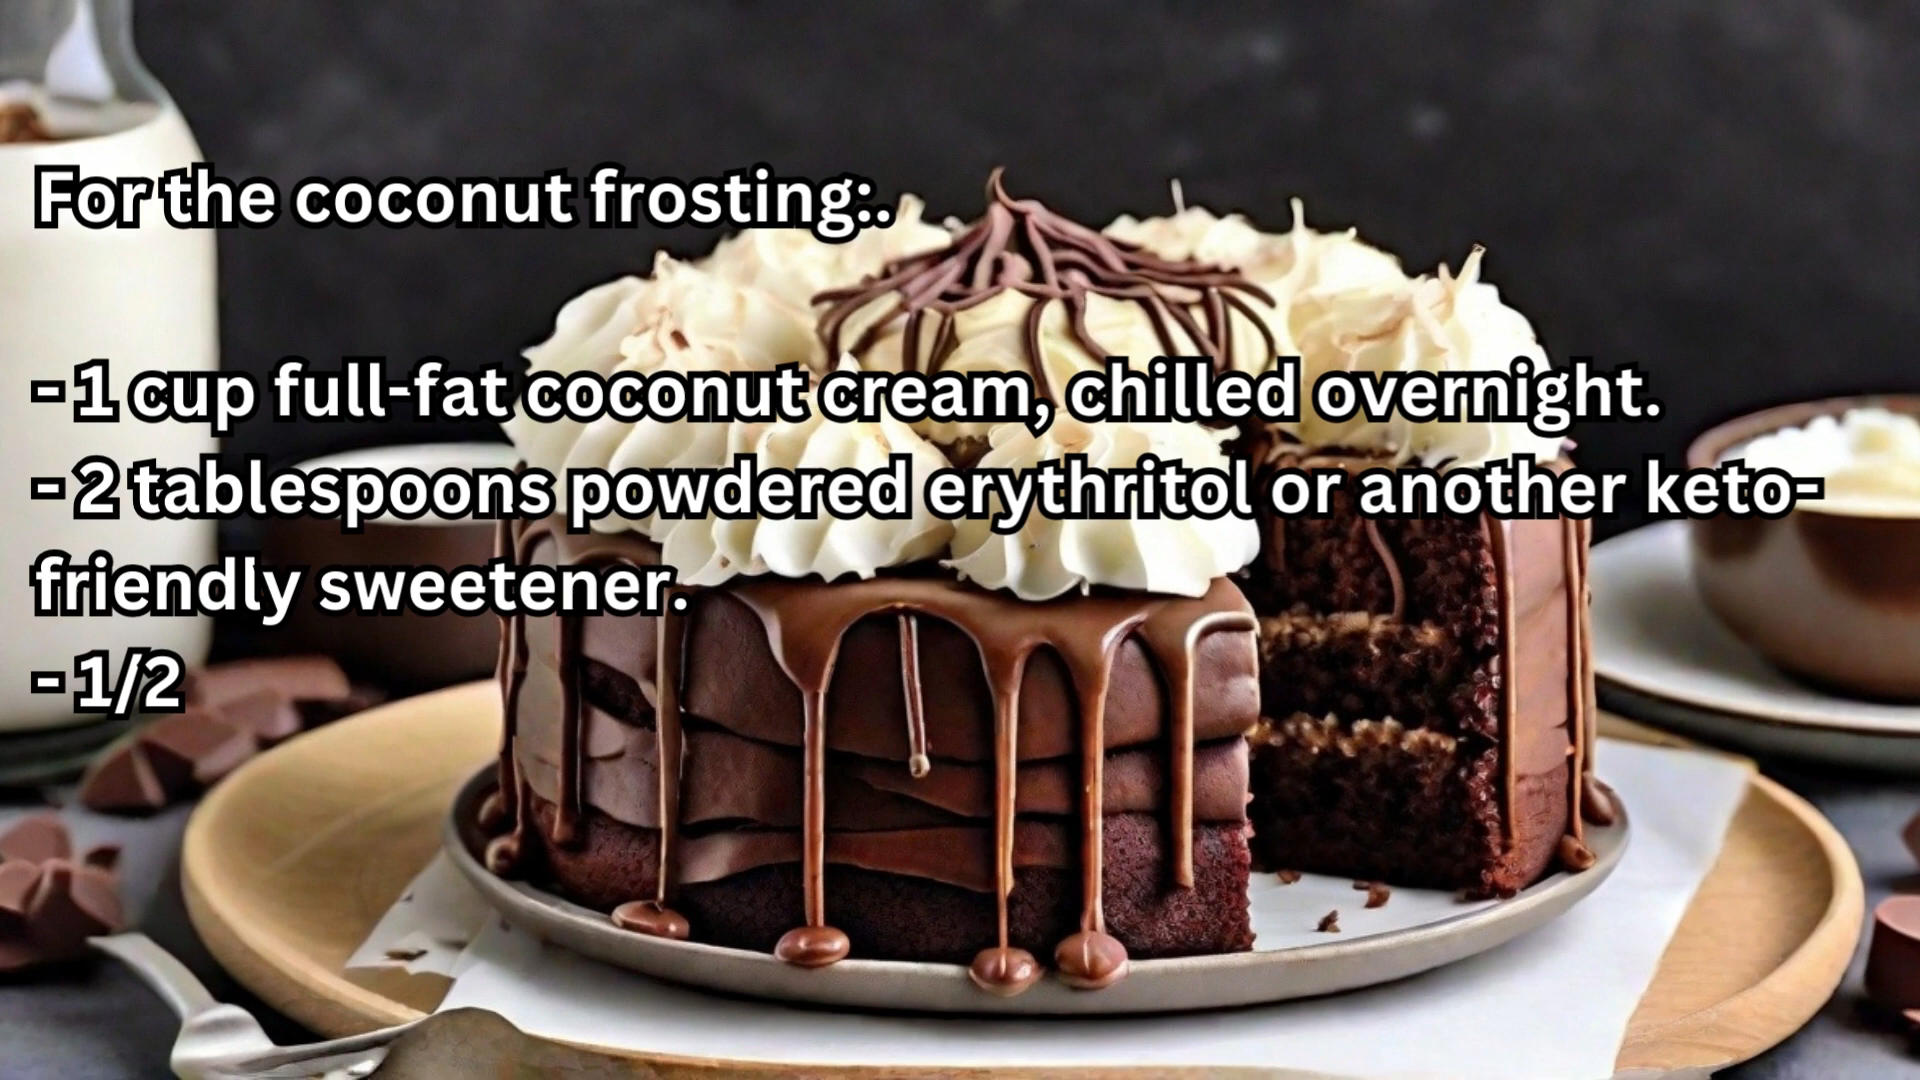 For the coconut frosting:.
- 1 cup full-fat coconut cream, chilled overnight.
- 2 tablespoons powdered erythritol or another keto-
friendly sweetener.
- 1/2